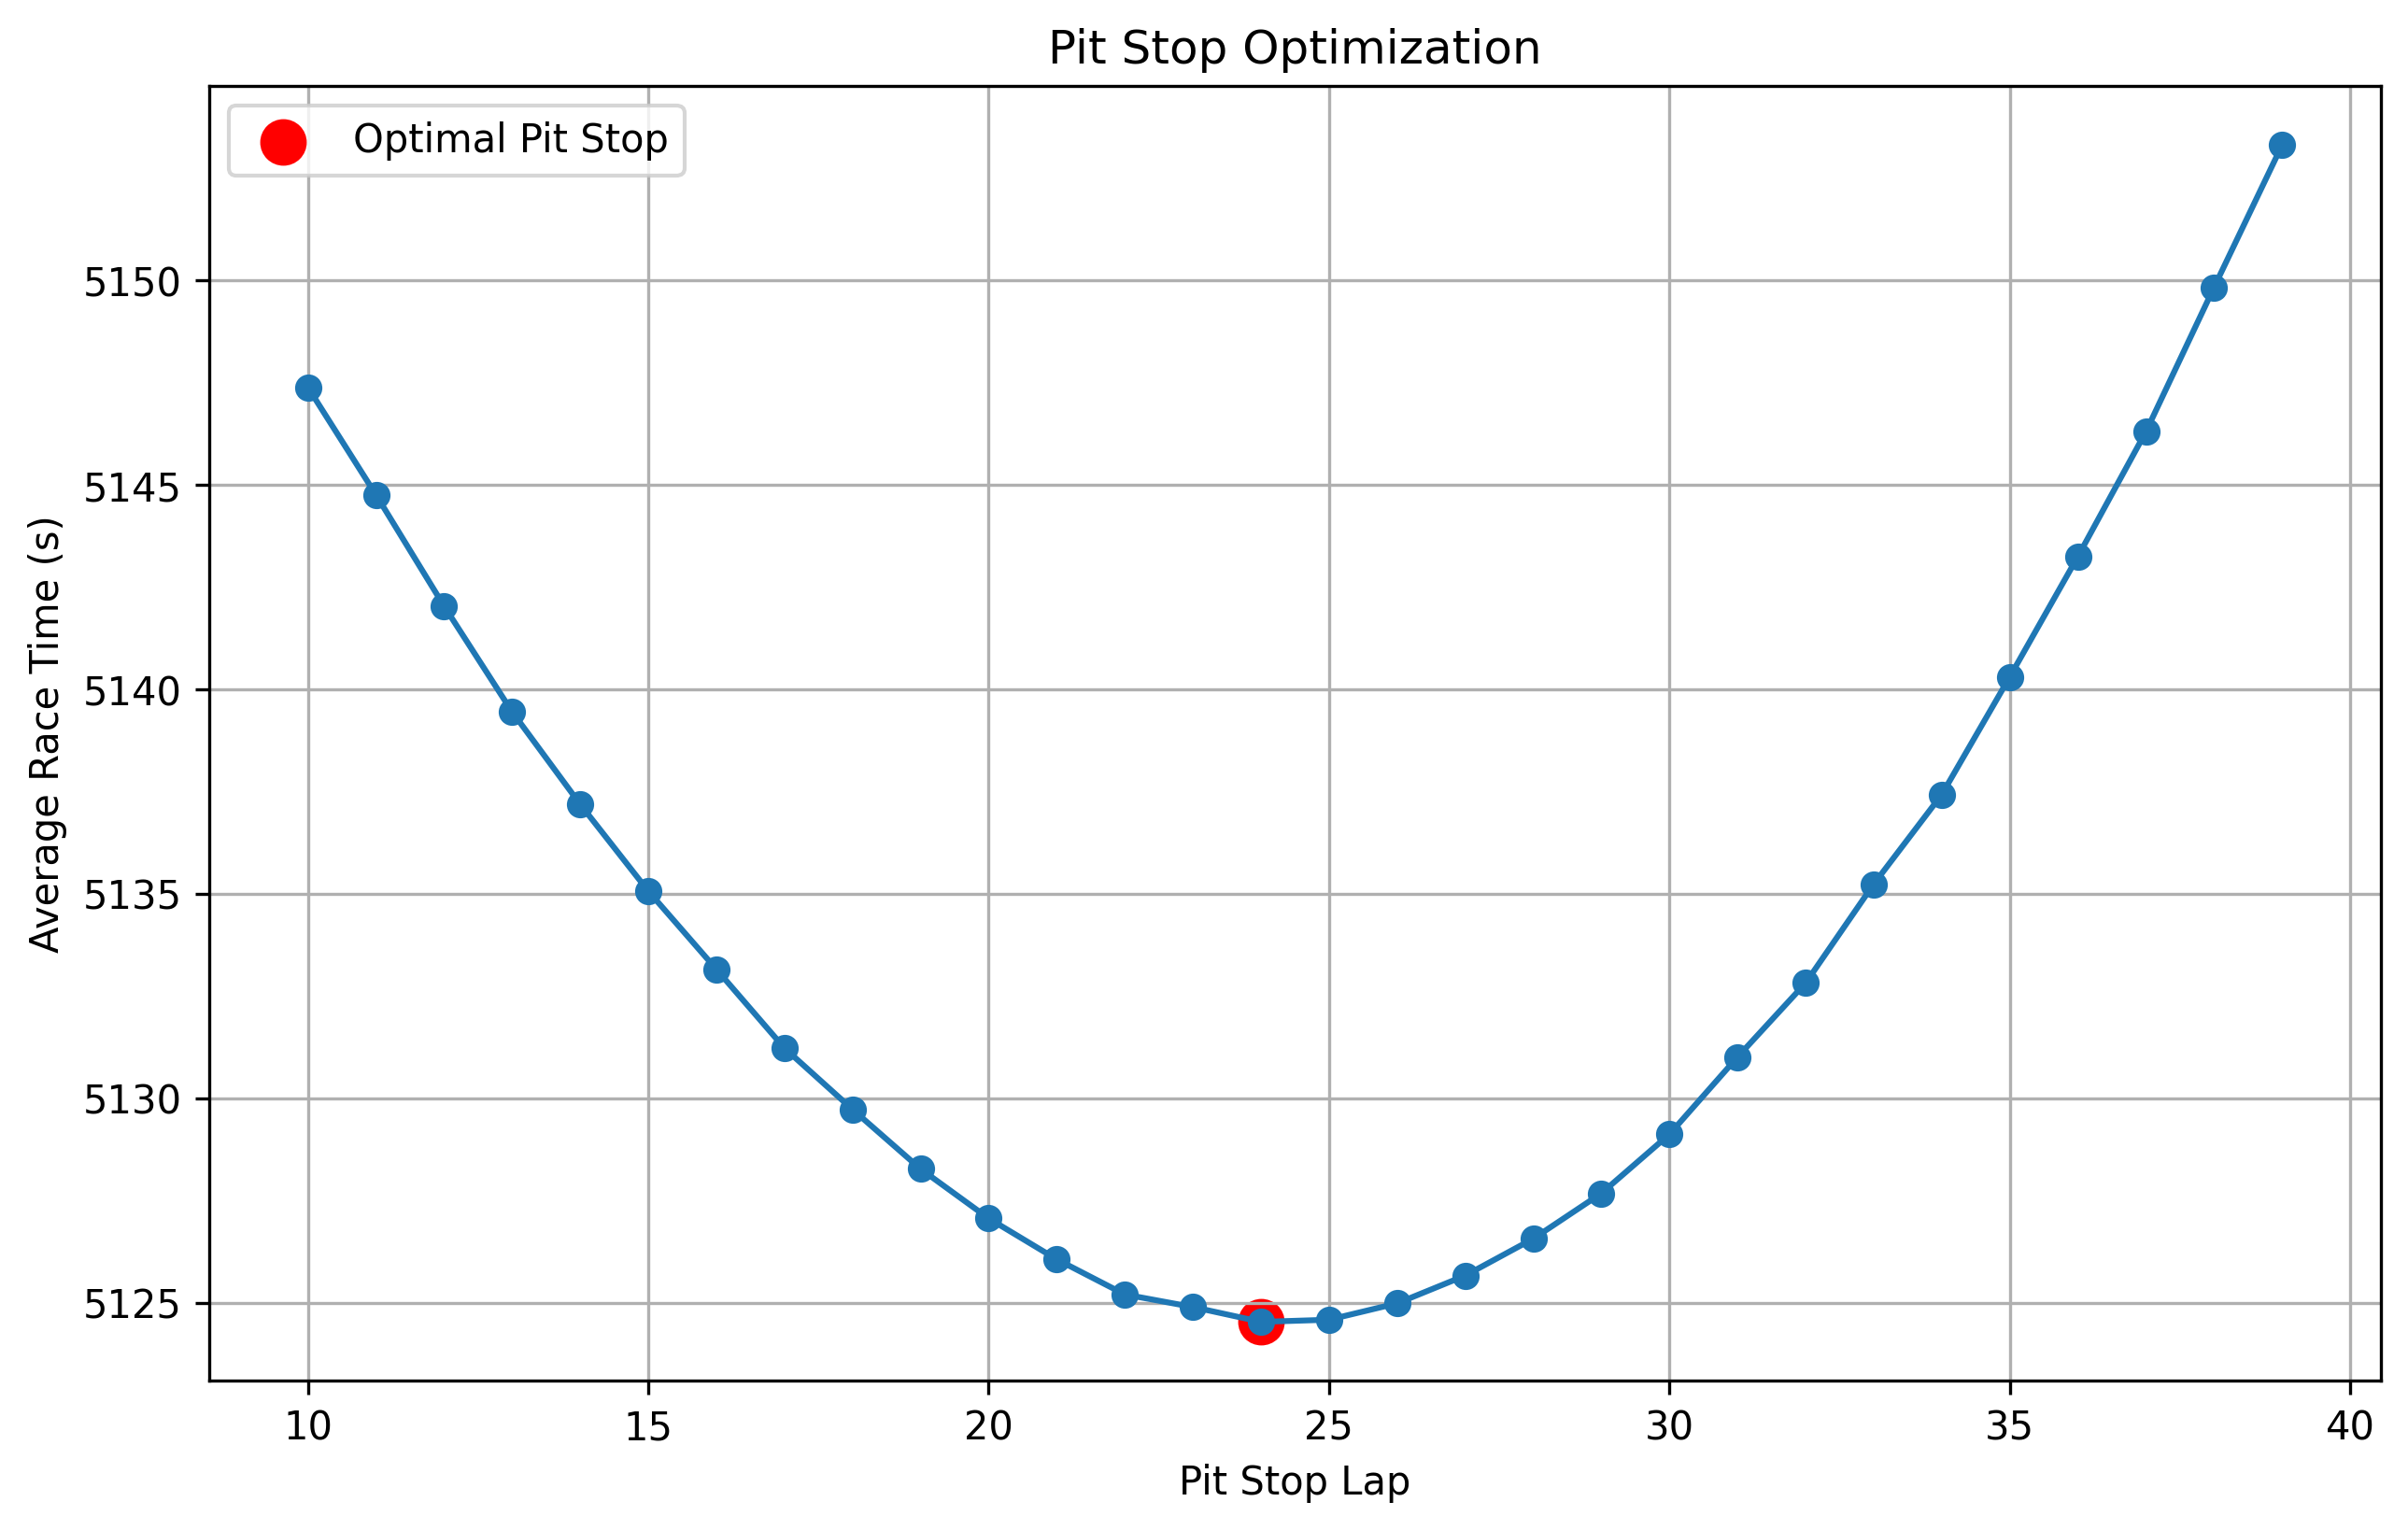 Pit Stop Optimization
Optimal Pit Stop
Average Race Time (s)
5150
5145
5140
5135
5130
5125
10 15 20 25 30 35 40
Pit Stop Lap